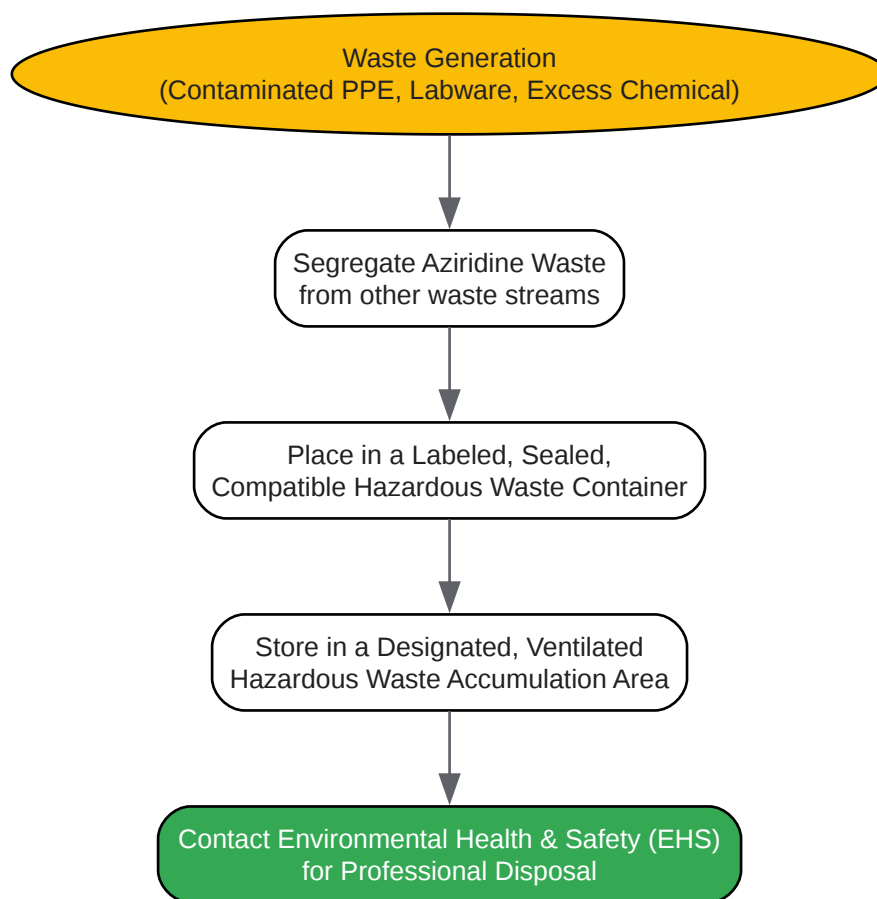 Waste Generation
(Contaminated PPE, Labware, Excess Chemical)
Segregate Aziridine Waste
from other waste streams
Place in a Labeled, Sealed,
Compatible Hazardous Waste Container
Store in a Designated, Ventilated
Hazardous Waste Accumulation Area
Contact Environmental Health & Safety (EHS)
for Professional Disposal